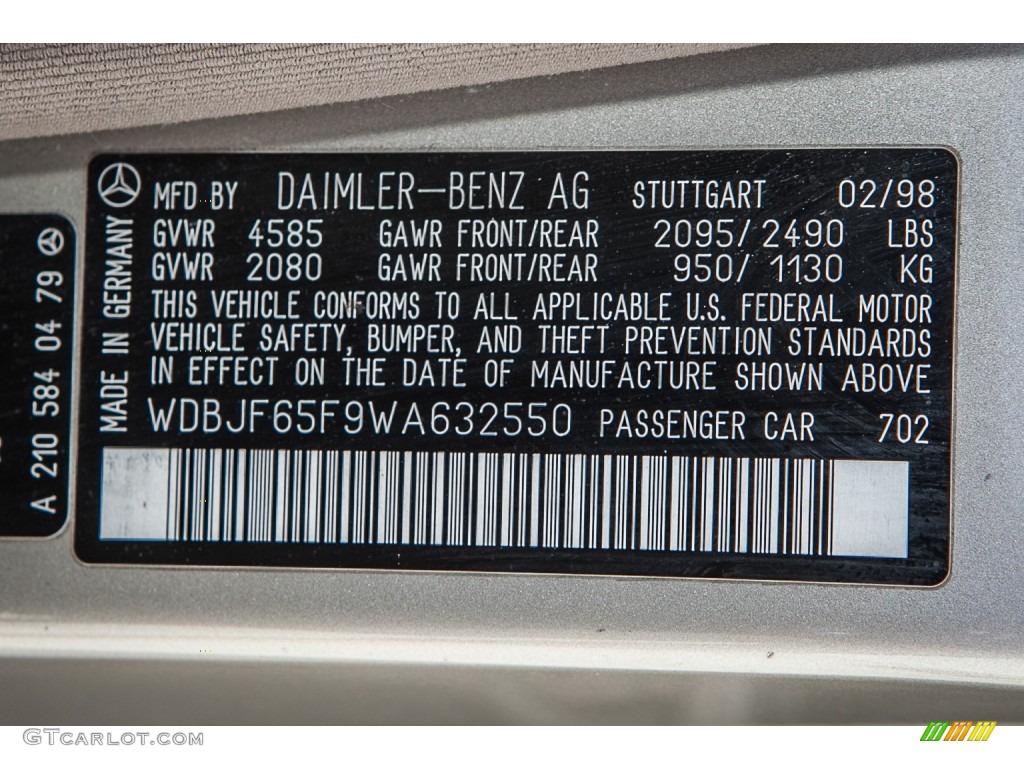 MFD BY DAIMLER-BENZ AG STUTTGART 02/98
GVWR 4585 GAWR FRONT/REAR 2095/2490 LBS
GVWR 2080 GAWR FRONT/REAR 950/1130 KG
THIS VEHICLE CONFORMS TO ALL APPLICABLE U.S. FEDERAL MOTOR
VEHICLE SAFETY, BUMPER, AND THEFT PREVENTION STANDARDS
IN EFFECT ON THE DATE OF MANUFACTURE SHOWN ABOVE
WDBJF65F9WA632550 PASSENGER CAR 702
MADE IN GERMANY
A 210 584 04 79
GTCARLOT.COM